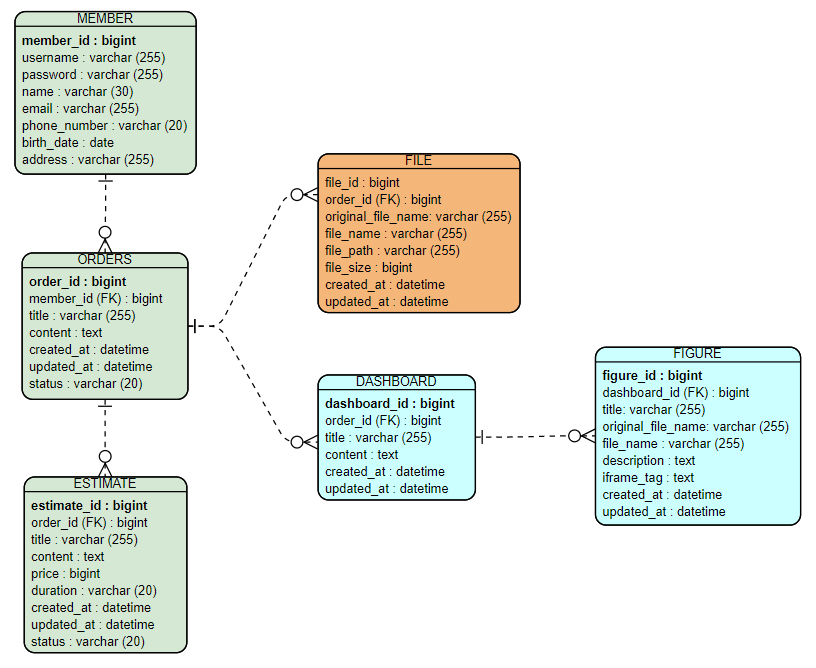 MEMBER
member_id : bigint
username : varchar (255)
password : varchar (255)
name : varchar (30)
email : varchar (255)
phone_number : varchar (20)
birth_date : date
address : varchar (255)
ORDERS
order_id : bigint
member_id (FK) : bigint
title : varchar (255)
content : text
created_at : datetime
updated_at : datetime
status : varchar (20)
ESTIMATE
estimate_id : bigint
order_id (FK) : bigint
title : varchar (255)
content : text
price : bigint
duration : varchar (20)
created_at : datetime
updated_at : datetime
status : varchar (20)
FILE
file_id : bigint
order_id (FK) : bigint
original_file_name: varchar (255)
file_name : varchar (255)
file_path : varchar (255)
file_size : bigint
created_at : datetime
updated_at : datetime
DASHBOARD
dashboard_id : bigint
order_id (FK) : bigint
title : varchar (255)
content : text
created_at : datetime
updated_at : datetime
FIGURE
figure_id : bigint
dashboard_id (FK) : bigint
title: varchar (255)
original_file_name: varchar (255)
file_name : varchar (255)
description : text
iframe_tag : text
created_at : datetime
updated_at : datetime